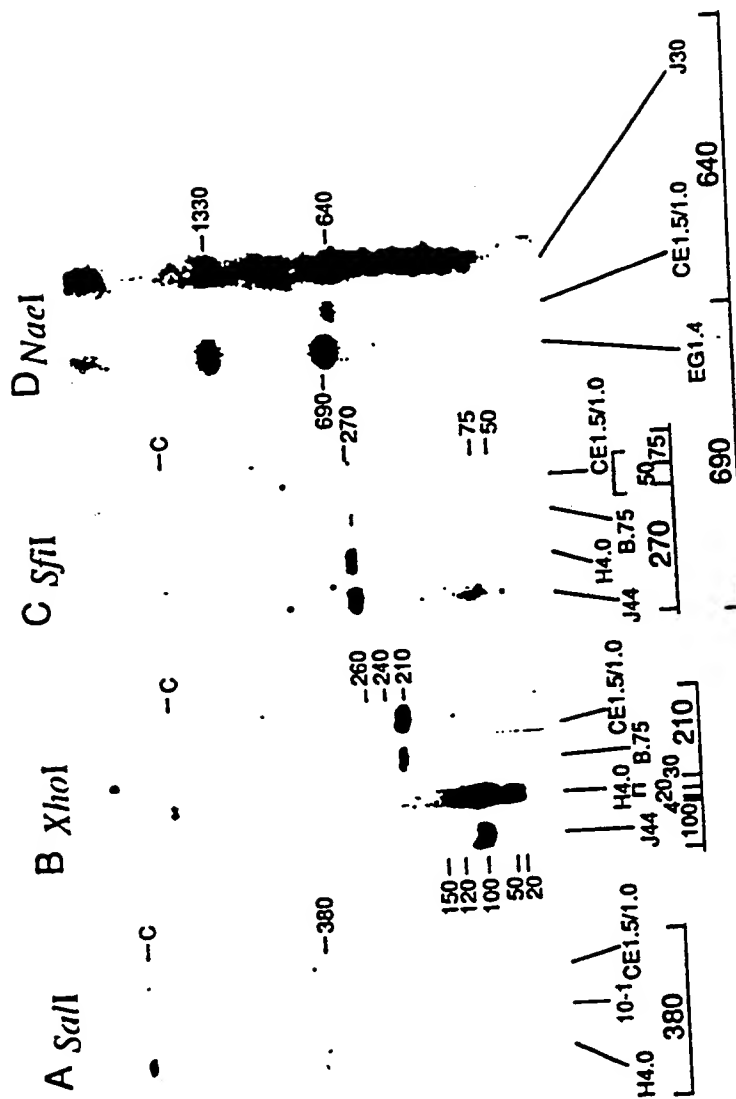 A SalI
–C
–380
H4.0
10-1
CE1.5/1.0
380
B XhoI
–C
–260
–240
–210
150 –
120 –
100 –
50 –
20 –
J44
H4.0
B.75
CE1.5/1.0
100
4
20
30
210
C SfiI
–C
–270
–75
–50
J44
H4.0
B.75
CE1.5/1.0
270
50
75
D NaeI
–1330
690 –
–640
EG1.4
CE1.5/1.0
J30
690
640